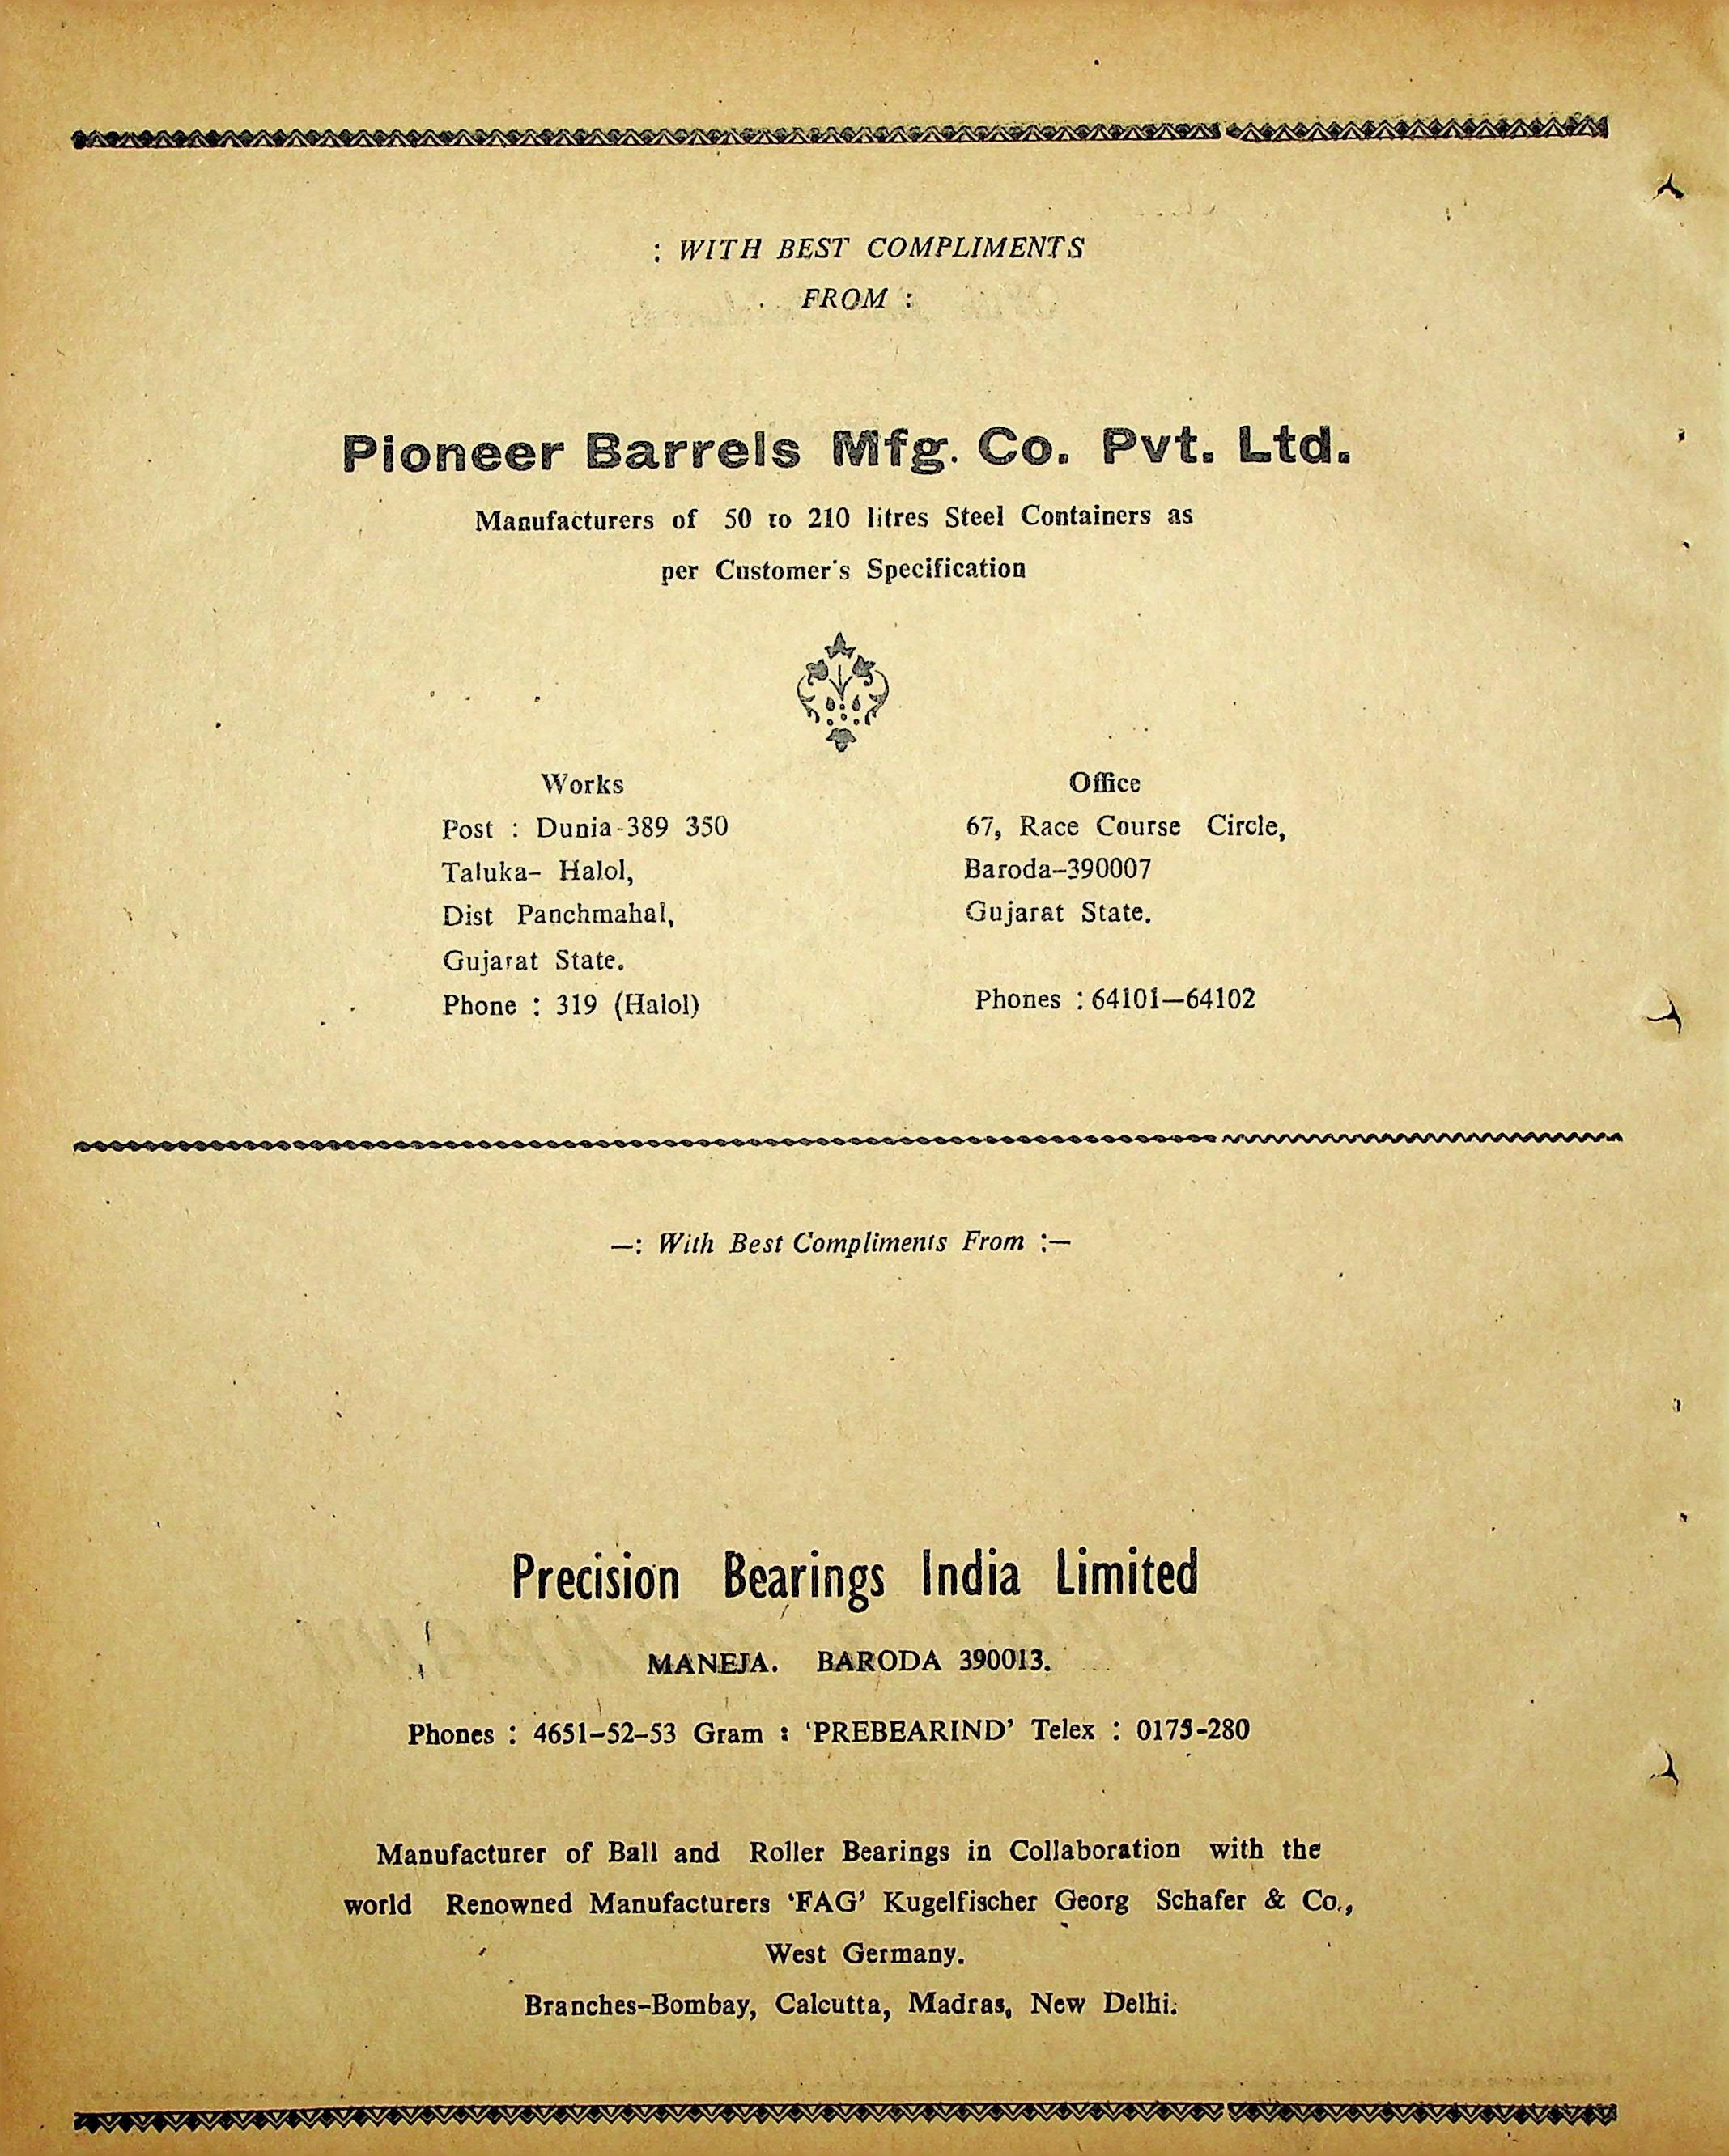 : WITH BEST COMPLIMENTS
FROM :
Pioneer Barrels Mfg. Co. Pvt. Ltd.
Manufacturers of 50 to 210 litres Steel Containers as
per Customer's Specification
Works
Post : Dunia-389 350
Taluka- Halol,
Dist Panchmahal,
Gujarat State.
Phone : 319 (Halol)
Office
67, Race Course Circle,
Baroda-390007
Gujarat State.
Phones : 64101—64102
—: With Best Compliments From :—
Precision Bearings India Limited
MANEJA. BARODA 390013.
Phones : 4651-52-53 Gram : 'PREBEARIND' Telex : 0175-280
Manufacturer of Ball and Roller Bearings in Collaboration with the
world Renowned Manufacturers 'FAG' Kugelfischer Georg Schafer & Co.,
West Germany.
Branches-Bombay, Calcutta, Madras, New Delhi.